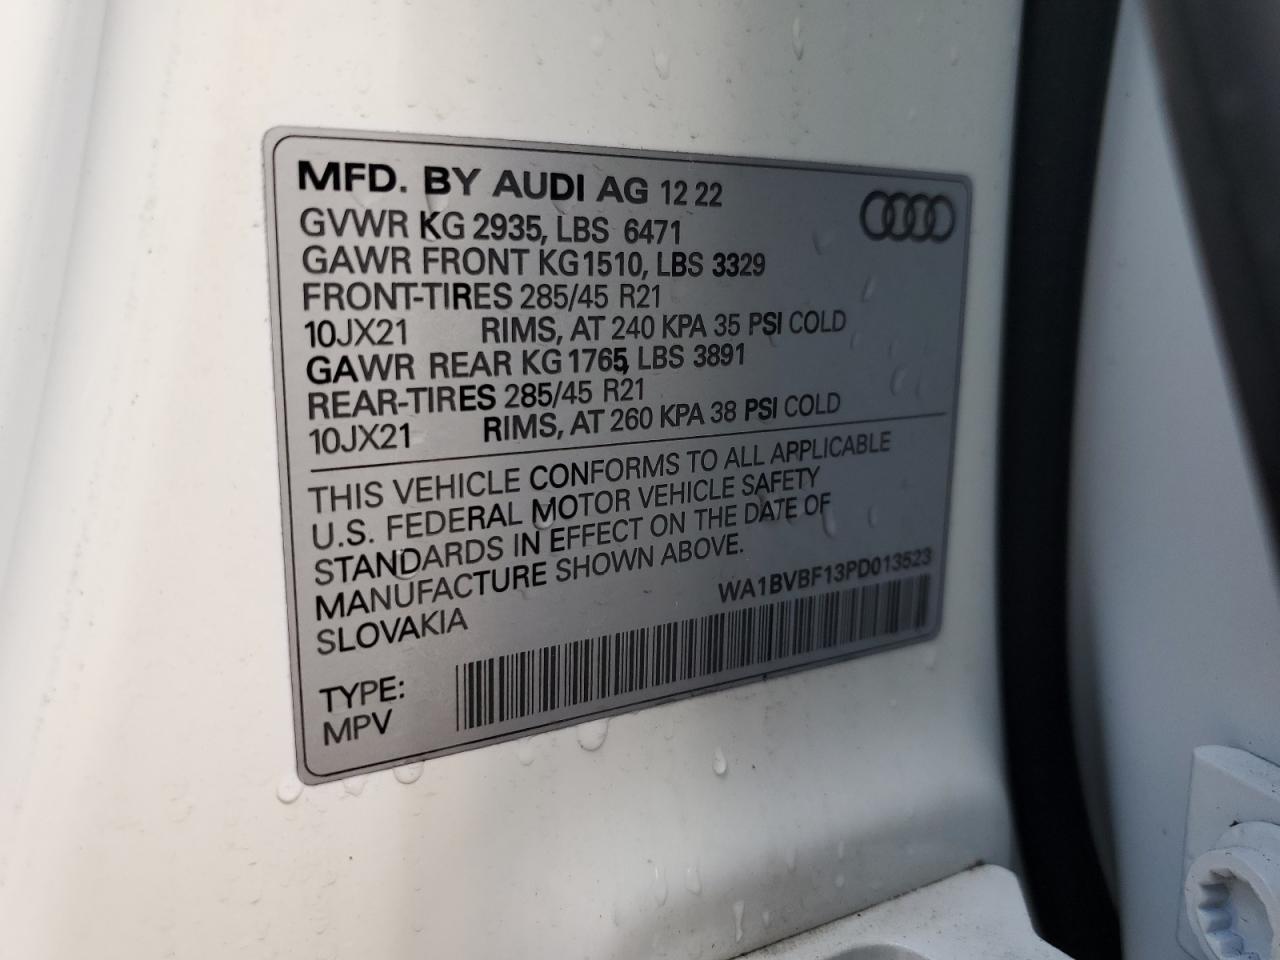 MFD. BY AUDI AG 12 22
GVWR KG 2935, LBS 6471
GAWR FRONT KG1510, LBS 3329
FRONT-TIRES 285/45 R21
10JX21 RIMS, AT 240 KPA 35 PSI COLD
GAWR REAR KG 1765, LBS 3891
REAR-TIRES 285/45 R21
10JX21 RIMS, AT 260 KPA 38 PSI COLD
THIS VEHICLE CONFORMS TO ALL APPLICABLE
U.S. FEDERAL MOTOR VEHICLE SAFETY
STANDARDS IN EFFECT ON THE DATE OF
MANUFACTURE SHOWN ABOVE.
SLOVAKIA
WA1BVBF13PD013523
TYPE:
MPV